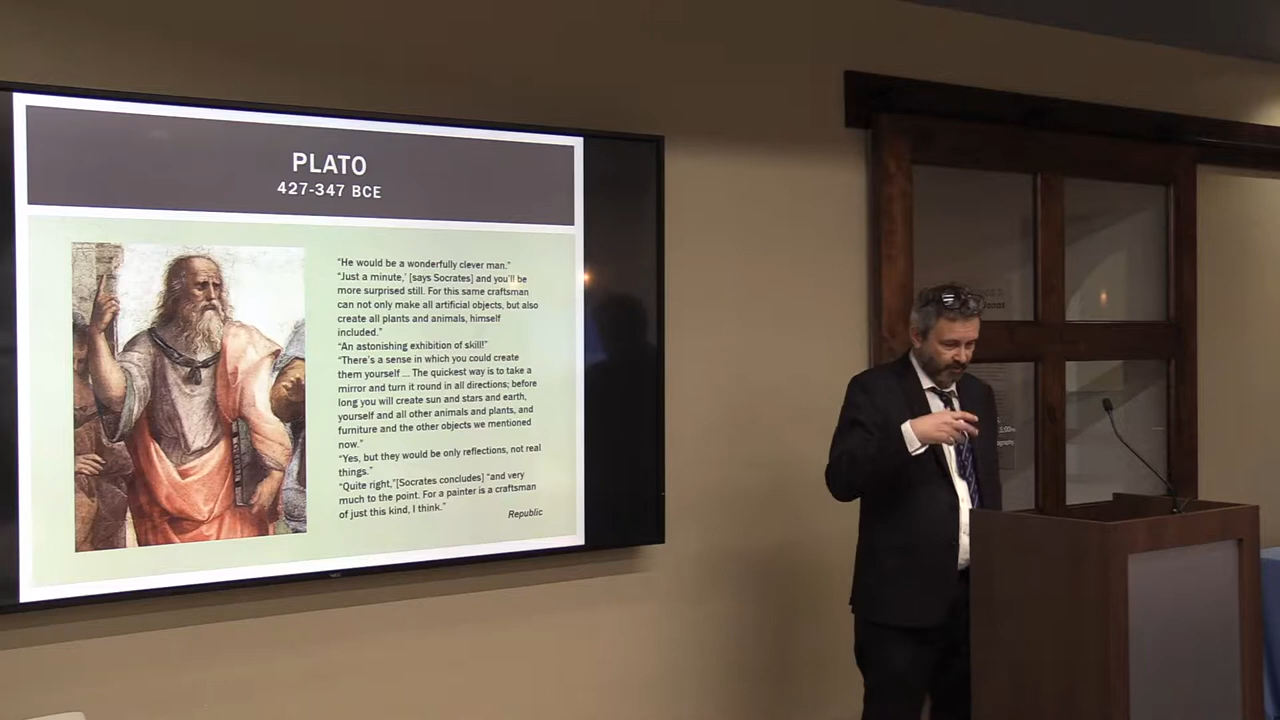 PLATO
427-347 BCE
“He would be a wonderfully clever man.”
“Just a minute,’ [says Socrates] and you’ll be
more surprised still. For this same craftsman
can not only make all artificial objects, but also
create all plants and animals, himself
included.”
“An astonishing exhibition of skill!”
“There’s a sense in which you could create
them yourself ... The quickest way is to take a
mirror and turn it round in all directions; before
long you will create sun and stars and earth,
yourself and all other animals and plants, and
furniture and the other objects we mentioned
now.”
“Yes, but they would be only reflections, not real
things.”
“Quite right,”[Socrates concludes] “and very
much to the point. For a painter is a craftsman
of just this kind, I think.”
Republic
NEC